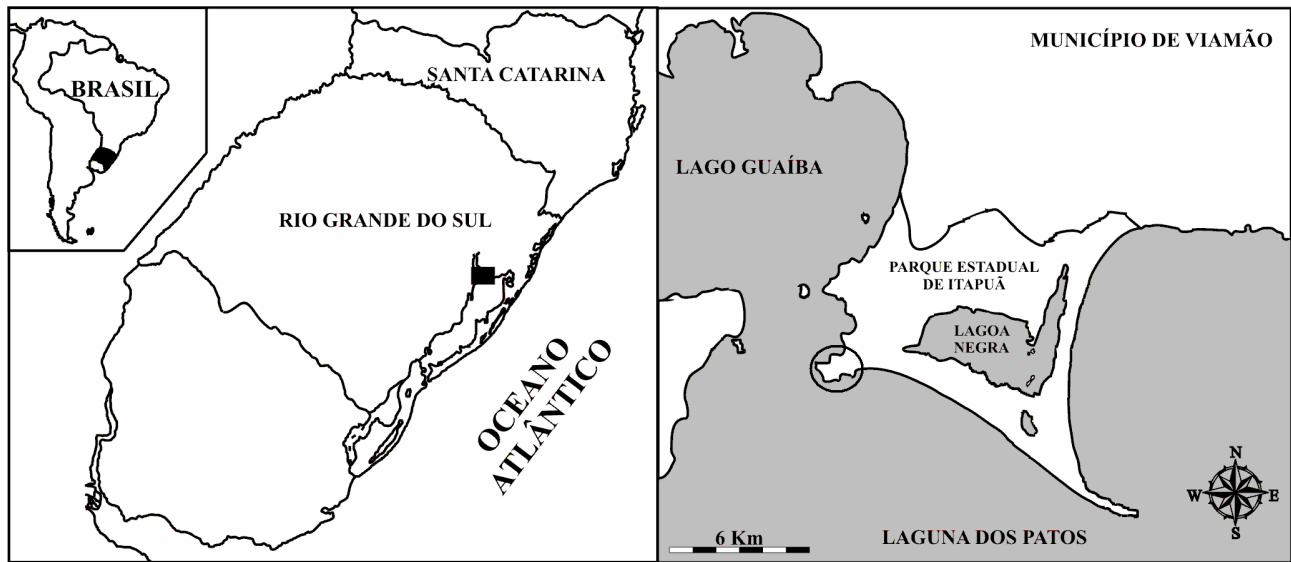 BRASIL
SANTA CATARINA
RIO GRANDE DO SUL
OCEANO
ATLÂNTICO
MUNICÍPIO DE VIAMÃO
LAGO GUAÍBA
PARQUE ESTADUAL
DE ITAPUÃ
LAGOA
NEGRA
N
W E
S
6 Km
LAGUNA DOS PATOS